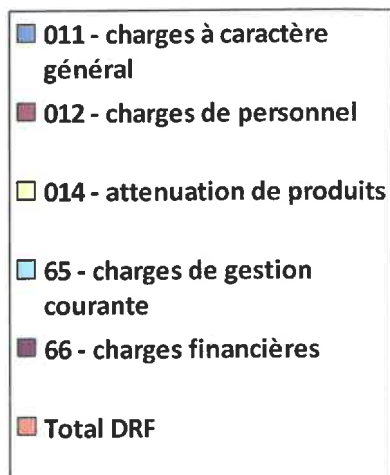 011 - charges à caractère
général
012 - charges de personnel
014 - attenuation de produits
65 - charges de gestion
courante
66 - charges financières
Total DRF